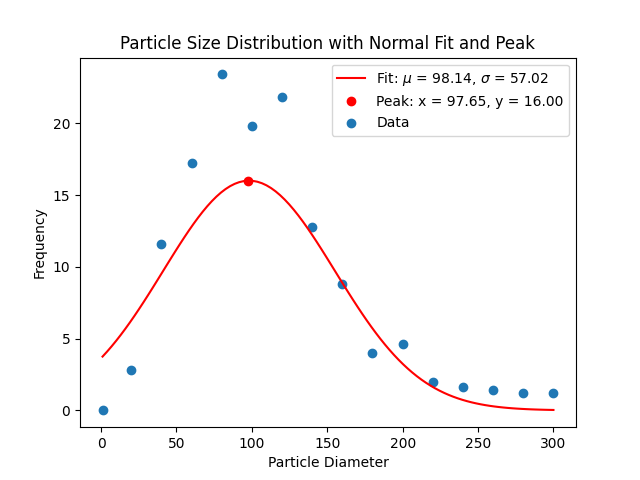 Particle Size Distribution with Normal Fit and Peak
Fit: μ = 98.14, σ = 57.02
Peak: x = 97.65, y = 16.00
Data
Frequency
20
15
10
5
0
0 50 100 150 200 250 300
Particle Diameter